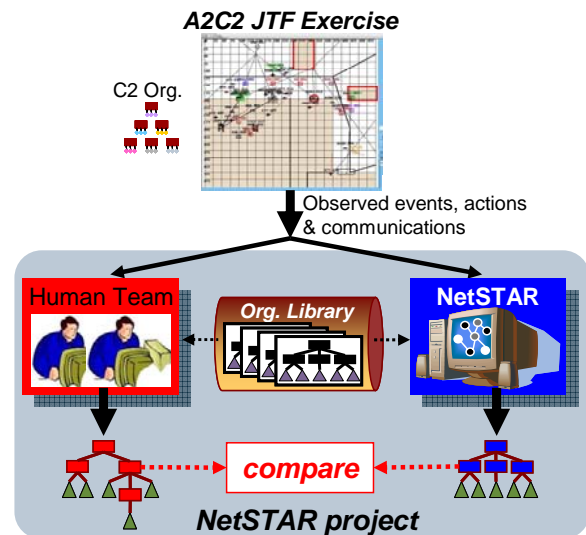 A2C2 JTF Exercise
C2 Org.
Observed events, actions
& communications
Human Team
Org. Library
NetSTAR
compare
NetSTAR project